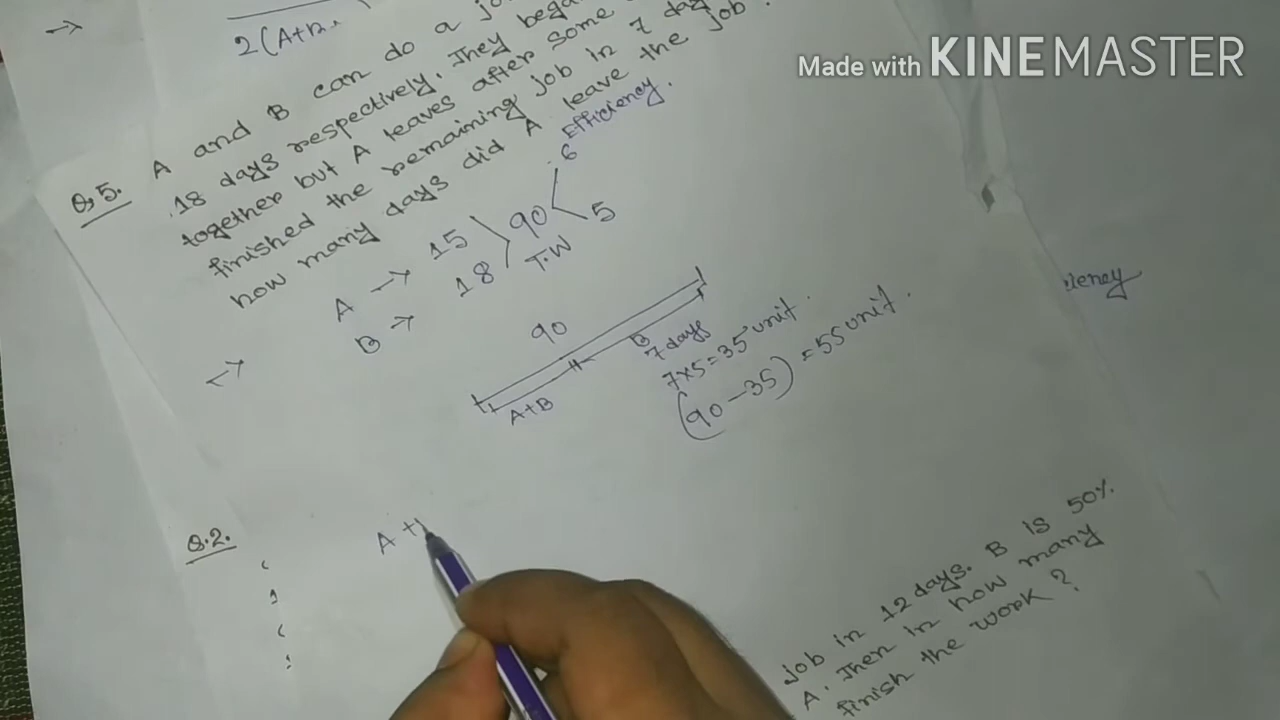 Made with KINEMASTER
→
2(A+B
Q.5. A and B can do a jo
18 days respectively. They bega
together but A leaves after some
finished the remaining job in 7 day
how many days did A leave the job.
Efficiency.
A → 15
6
90
B → 18
5
T.W
→
90
A+B
B
7 days
7×5=35 unit.
(90-35) = 55 unit.
ciency
Q.2.
A+
job in 12 days. B is 50%
A. Then in how many
finish the work?